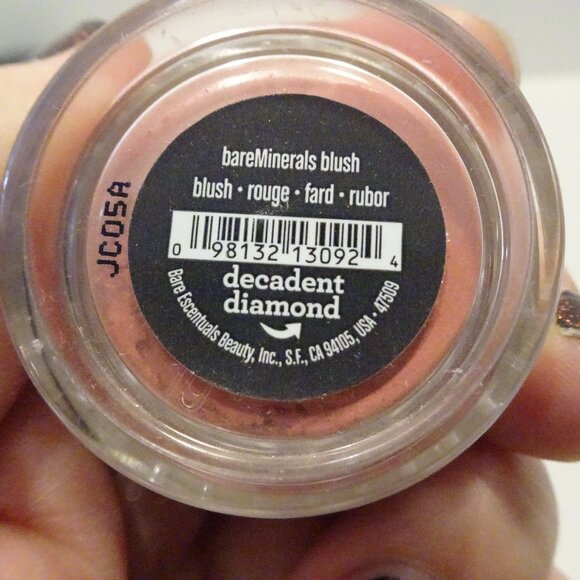 bareMinerals blush
blush • rouge • fard • rubor
0 98132 13092 4
decadent
diamond
Bare Escentuals Beauty, Inc., S.F., CA 94105, USA • 47509
JC05A